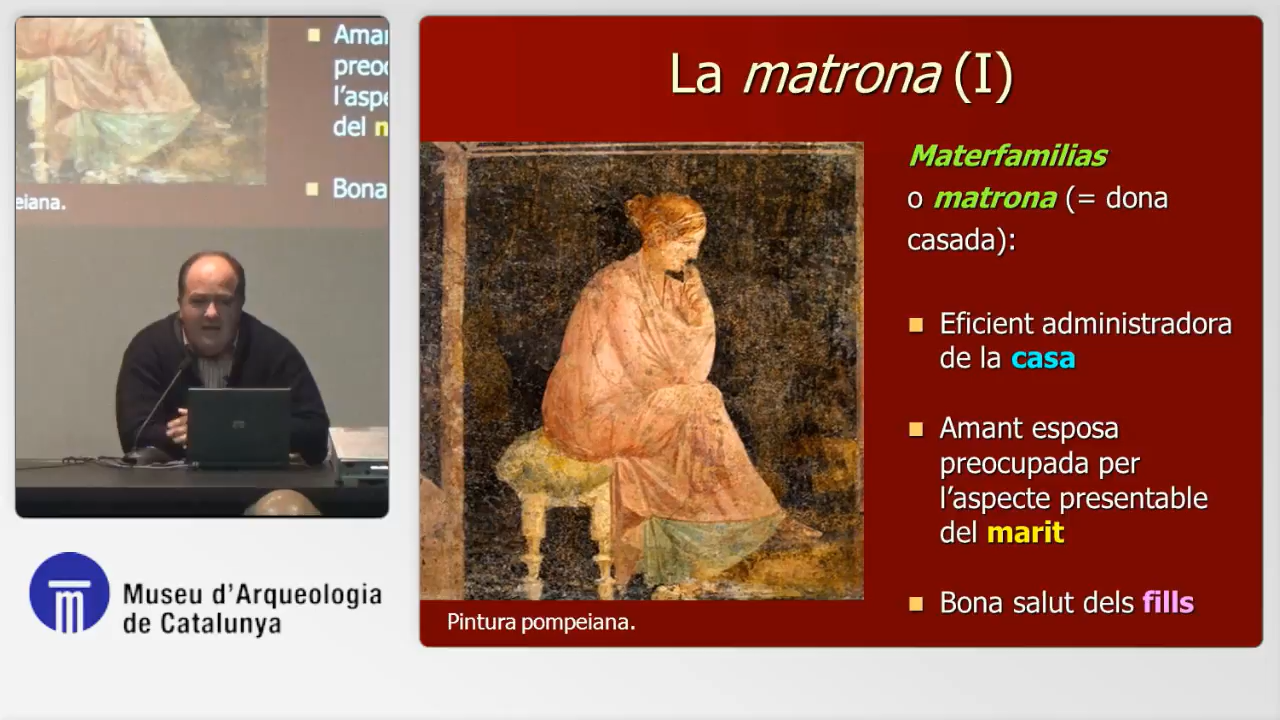 Amar
preoc
l'aspe
del m
Bona
eiana.
Museu d'Arqueologia
de Catalunya
La matrona (I)
Materfamilias
o matrona (= dona
casada):
Eficient administradora
de la casa
Amant esposa
preocupada per
l'aspecte presentable
del marit
Bona salut dels fills
Pintura pompeiana.